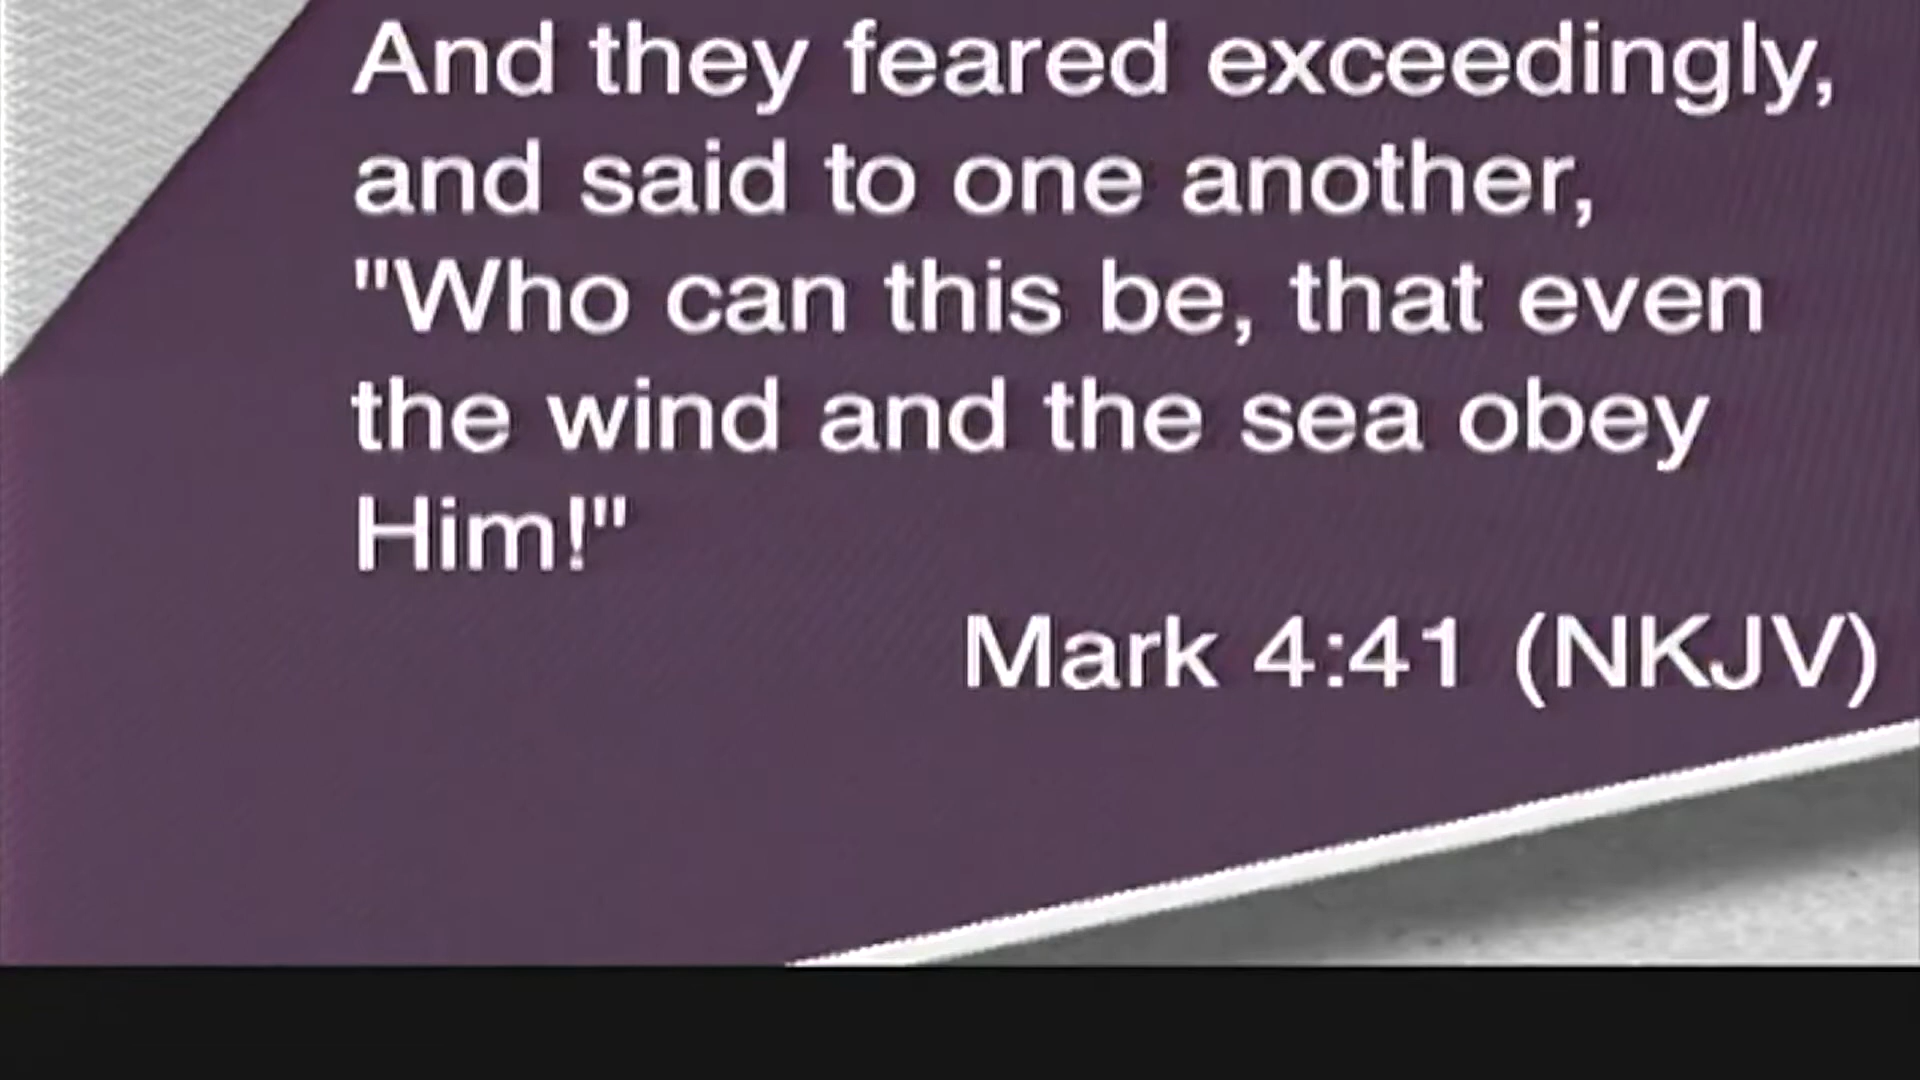 And they feared exceedingly,
and said to one another,
"Who can this be, that even
the wind and the sea obey
Him!"
Mark 4:41 (NKJV)